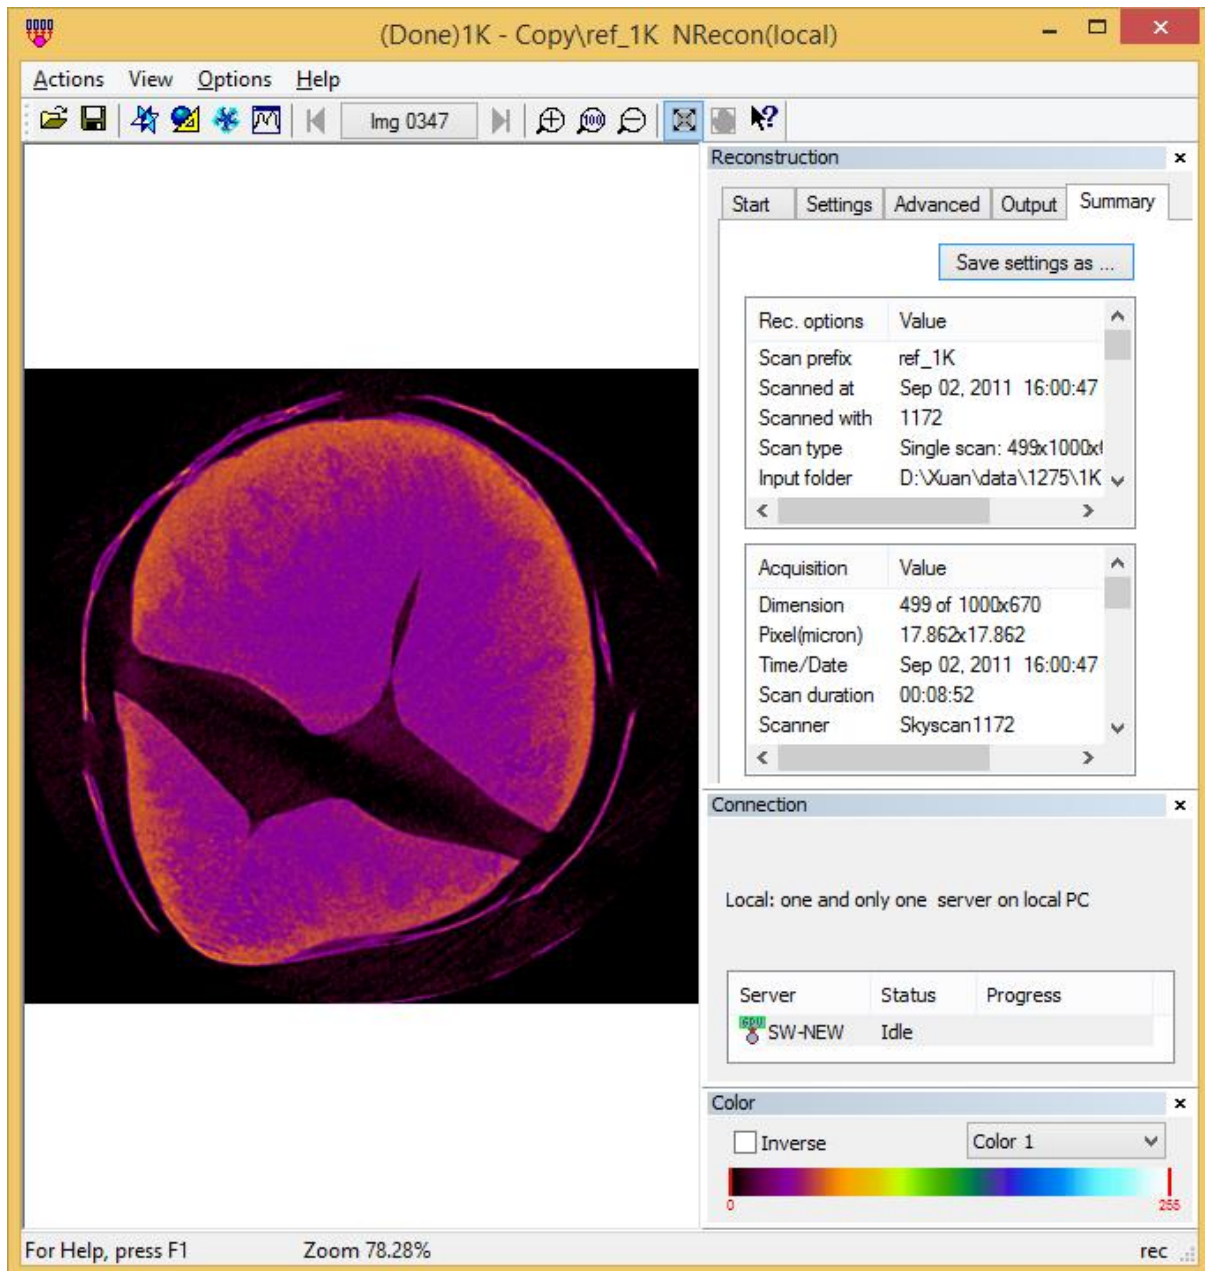 (Done)1K - Copy\ref_1K NRecon(local)
Actions View Options Help
Img 0347
100
Reconstruction
Start Settings Advanced Output Summary
Save settings as ...
Rec. options Value
Scan prefix ref_1K
Scanned at Sep 02, 2011 16:00:47
Scanned with 1172
Scan type Single scan: 499x1000x
Input folder D:\Xuan\data\1275\1K
Acquisition Value
Dimension 499 of 1000x670
Pixel(micron) 17.862x17.862
Time/Date Sep 02, 2011 16:00:47
Scan duration 00:08:52
Scanner Skyscan1172
Connection
Local: one and only one server on local PC
Server Status Progress
GPU
SW-NEW Idle
Color
Inverse Color 1
0 255
For Help, press F1 Zoom 78.28% rec